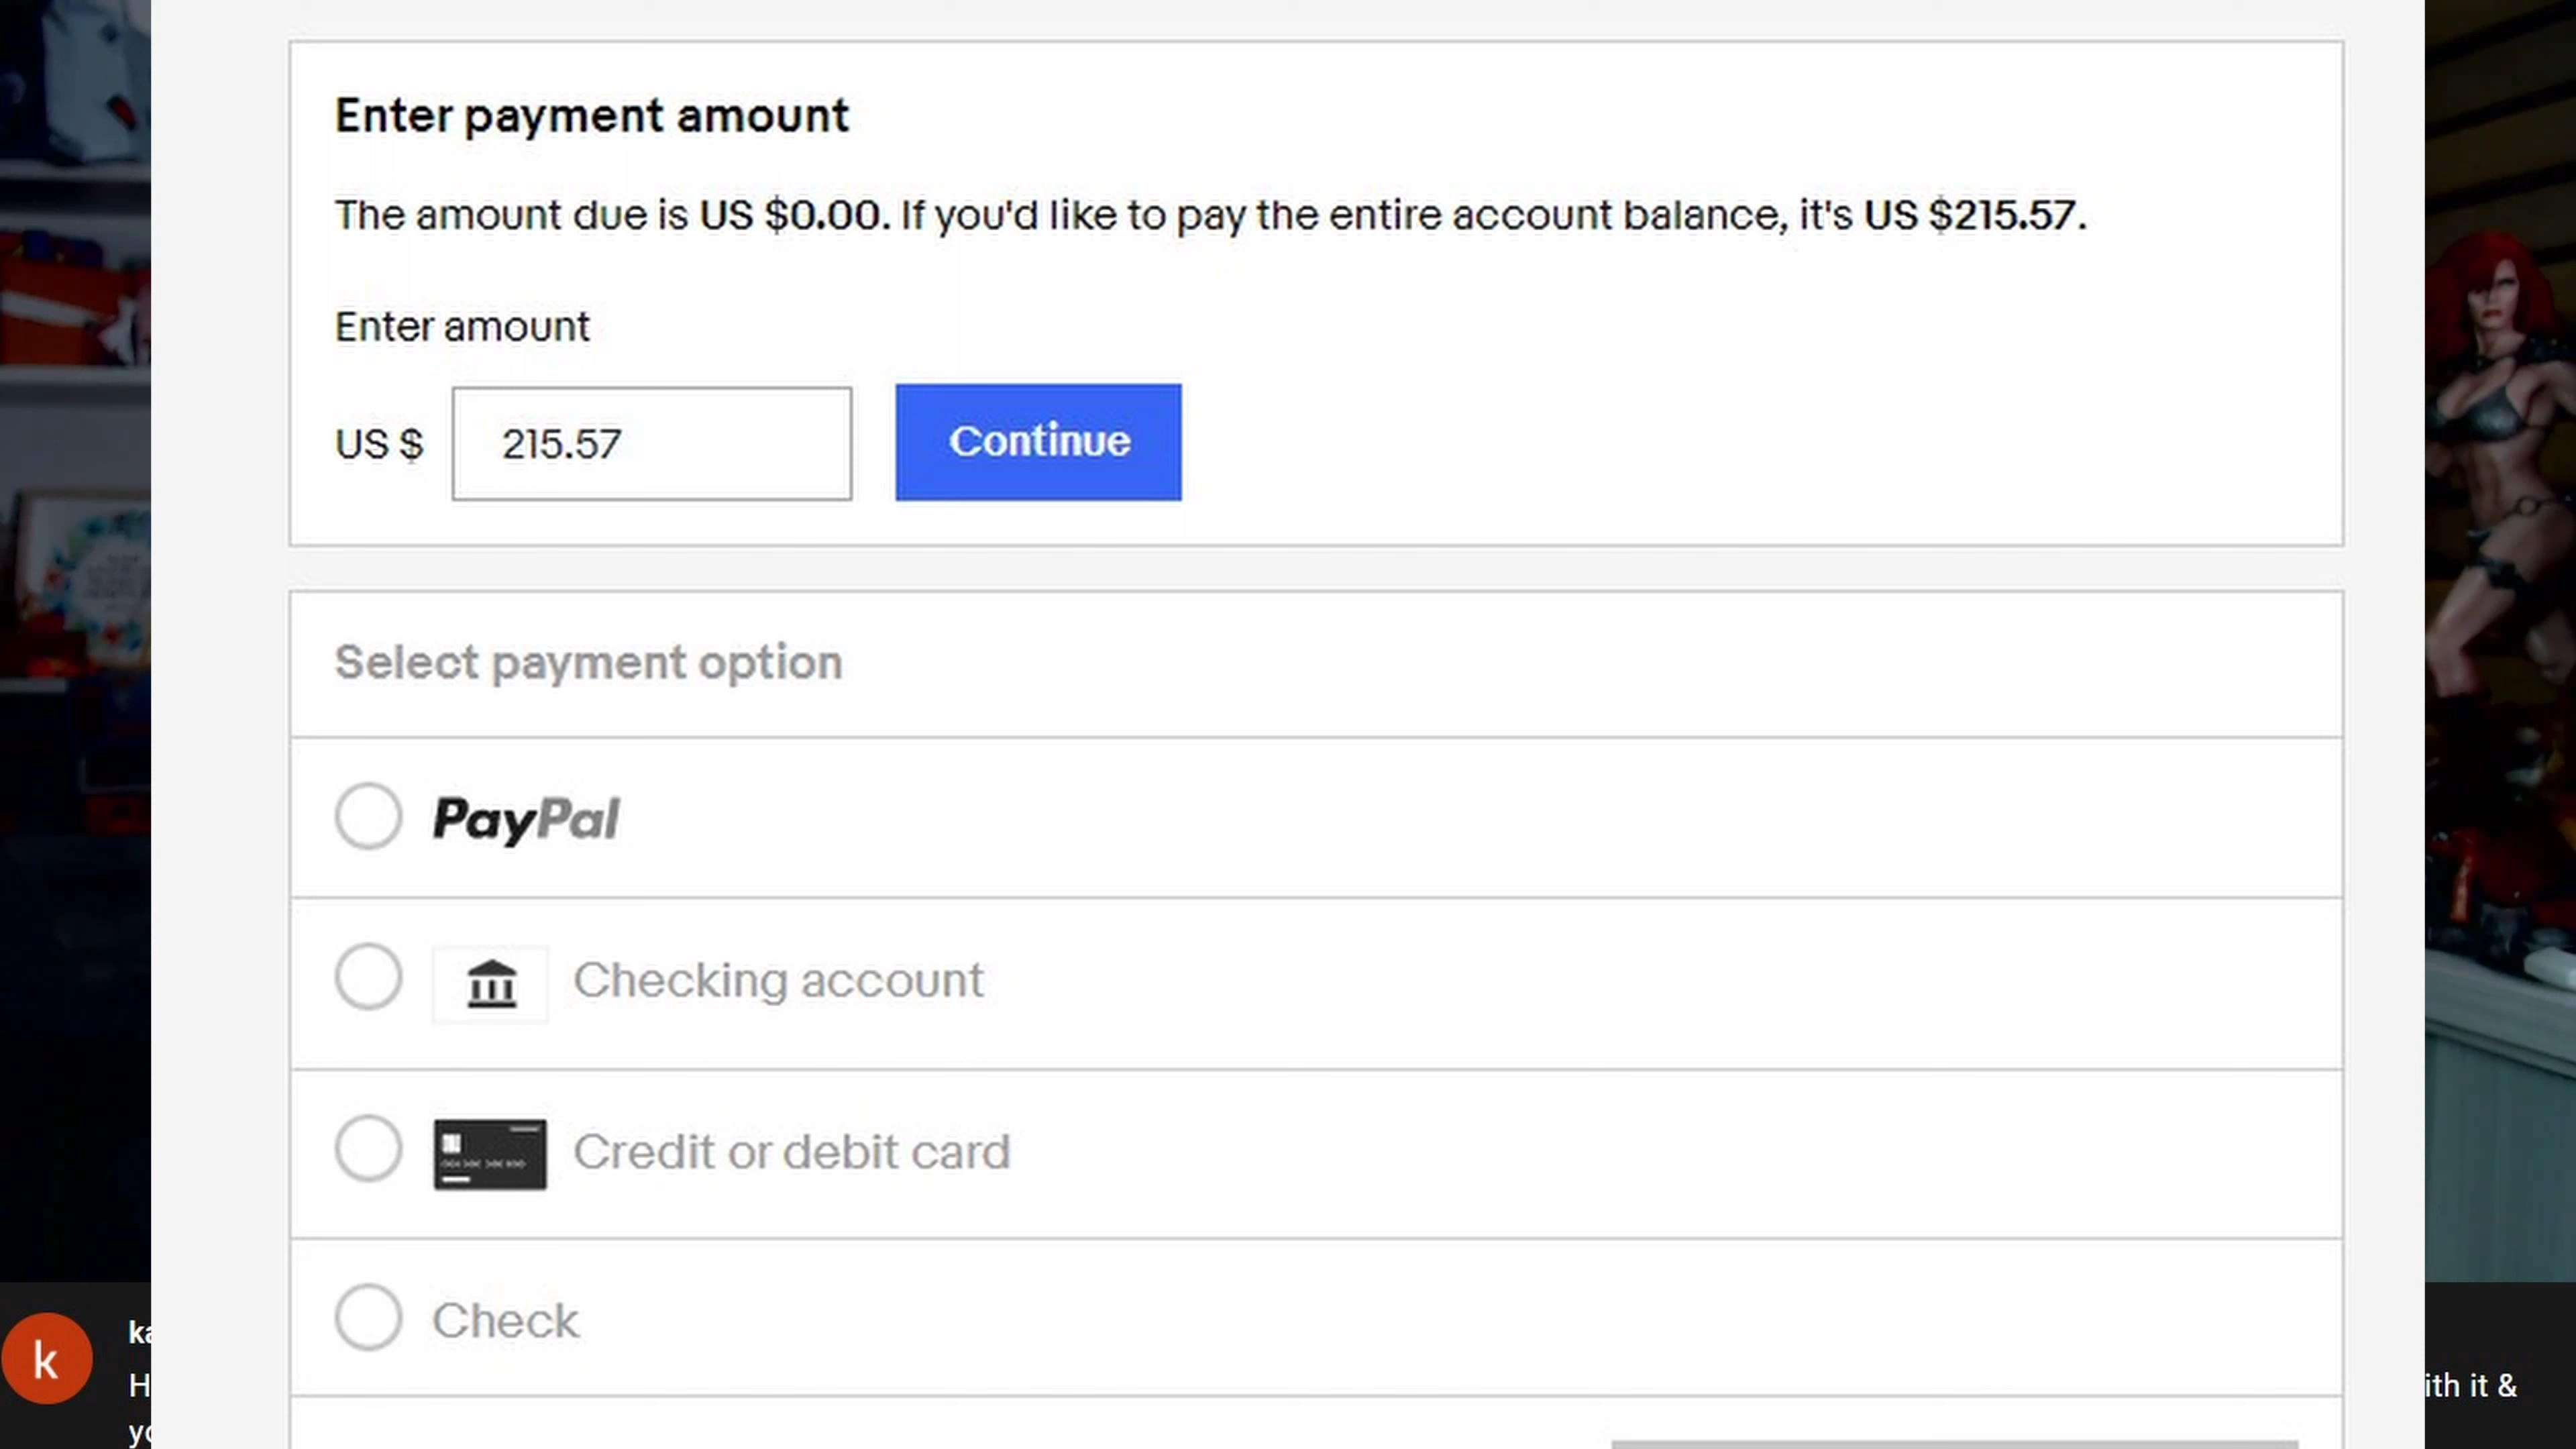 Enter payment amount
The amount due is US $0.00. If you'd like to pay the entire account balance, it's US $215.57.
Enter amount
US $ 215.57 Continue
Select payment option
PayPal
Checking account
Credit or debit card
Check
k
ith it &